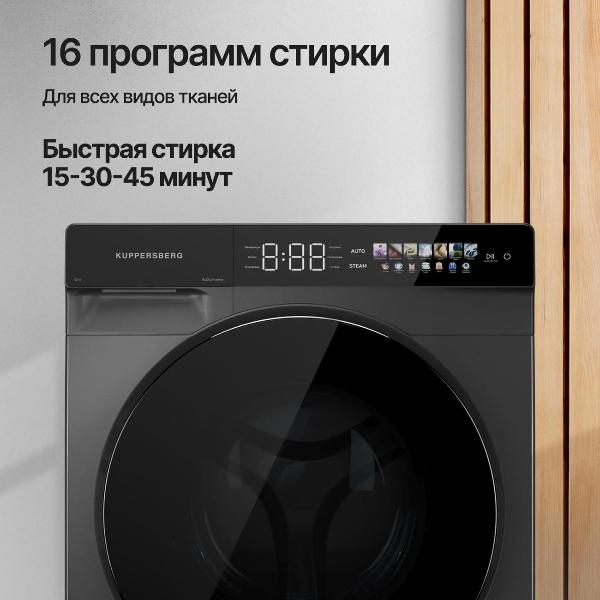 16 программ стирки
Для всех видов тканей
Быстрая стирка
15-30-45 минут
KUPPERSBERG
8:88
AUTO
STEAM